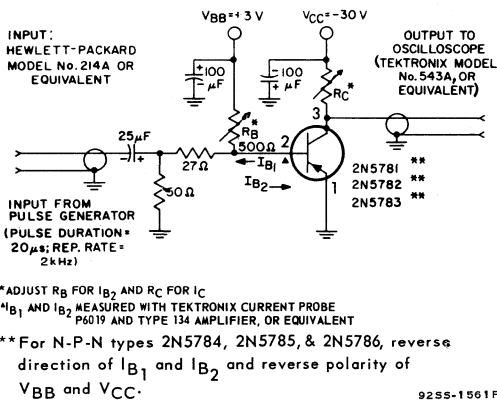 INPUT:
HEWLETT-PACKARD
MODEL No. 214A OR
EQUIVALENT
VBB=+3 V
VCC=-30V
OUTPUT TO
OSCILLOSCOPE
(TEKTRONIX MODEL
No. 543A, OR
EQUIVALENT)
+
100
- μF
-
100
+ μF
RC*
3
RB*
500Ω
2
25μF
- +
27Ω
IB1 ▲
IB2
50Ω
1
2N5781 **
2N5782 **
2N5783 **
INPUT FROM
PULSE GENERATOR
(PULSE DURATION=
20μs; REP. RATE=
2kHz)
*ADJUST RB FOR IB2 AND RC FOR IC
▲IB1 AND IB2 MEASURED WITH TEKTRONIX CURRENT PROBE
P6019 AND TYPE 134 AMPLIFIER, OR EQUIVALENT
**For N-P-N types 2N5784, 2N5785, & 2N5786, reverse
direction of IB1 and IB2 and reverse polarity of
VBB and VCC.
92SS-1561F